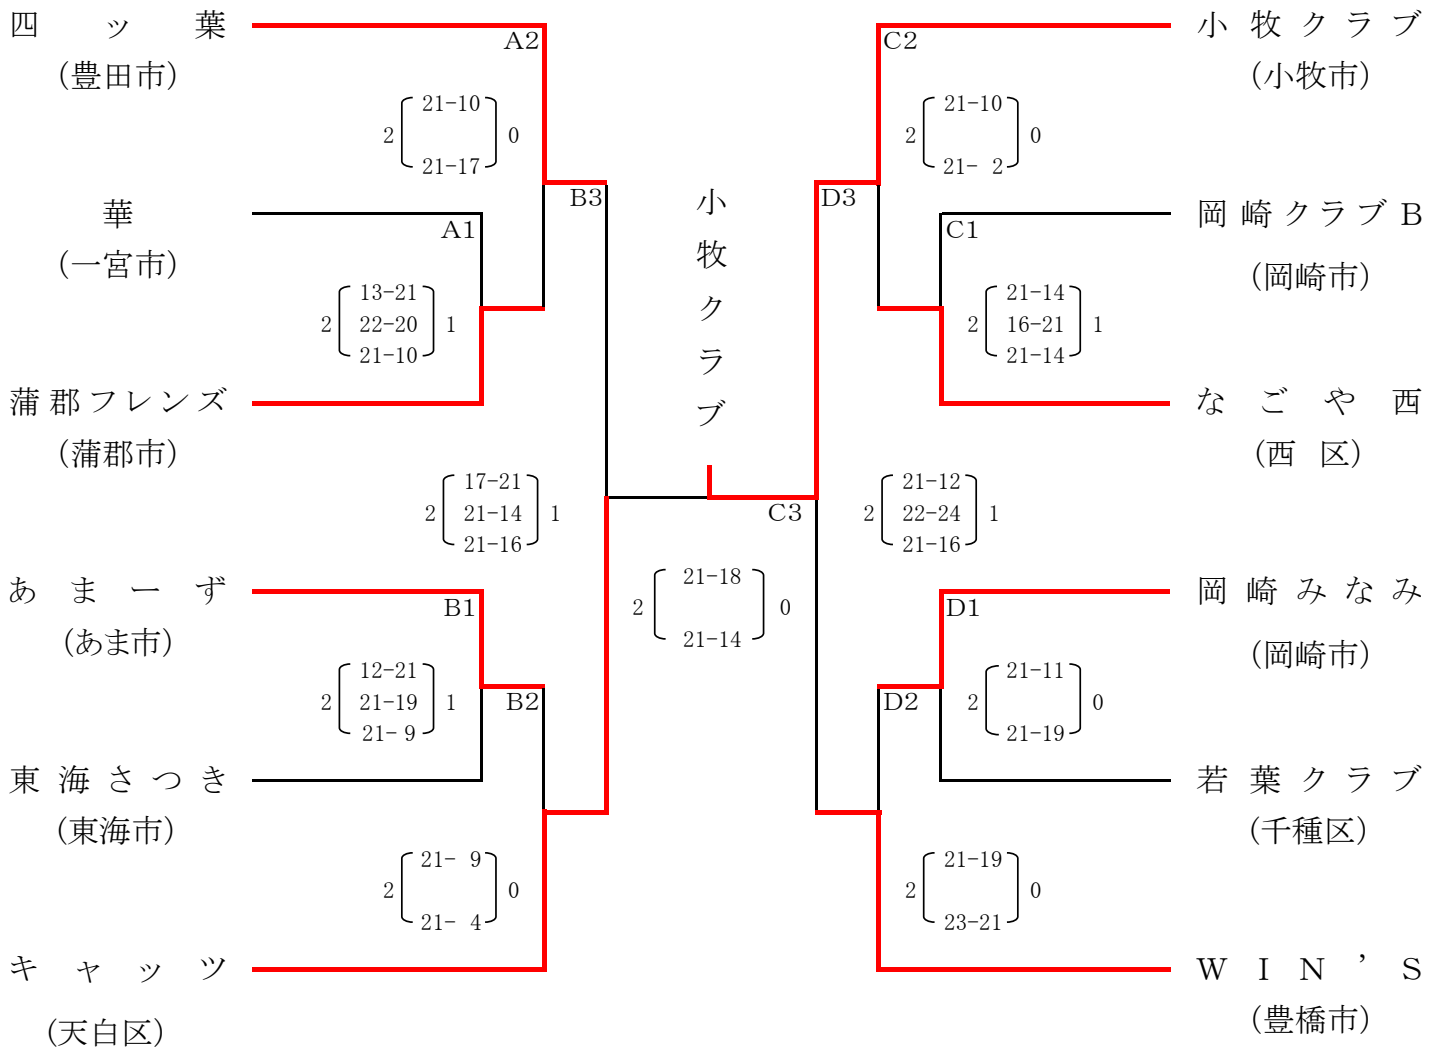 四ッ葉
(豊田市)
A2
21-10
2 0
21-17
華
(一宮市)
A1
13-21
2 22-20 1
21-10
蒲郡フレンズ
(蒲郡市)
B3
17-21
2 21-14 1
21-16
あまーず
(あま市)
B1
12-21
2 21-19 1
21- 9
B2
東海さつき
(東海市)
21- 9
2 0
21- 4
キャッツ
(天白区)
小牧クラブ
C3
21-18
2 0
21-14
小牧クラブ
(小牧市)
C2
21-10
2 0
21- 2
D3
岡崎クラブB
(岡崎市)
C1
21-14
2 16-21 1
21-14
なごや西
(西 区)
21-12
2 22-24 1
21-16
岡崎みなみ
(岡崎市)
D1
21-11
2 0
21-19
D2
若葉クラブ
(千種区)
21-19
2 0
23-21
WIN’S
(豊橋市)